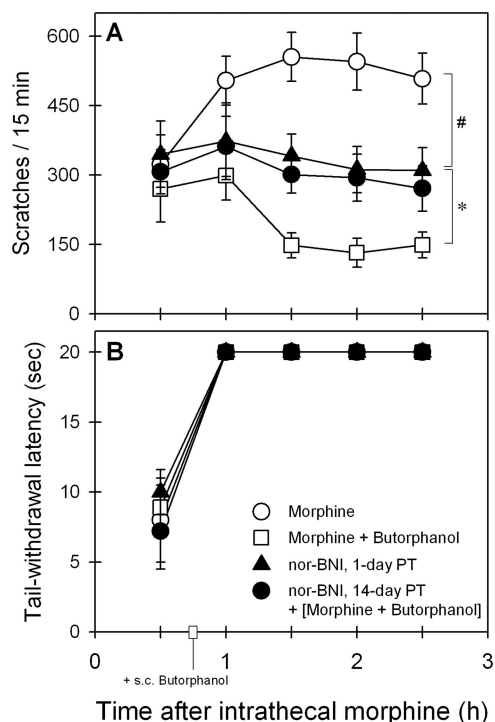 A
600
450
300
150
0
Scratches / 15 min
#
*
B
20
15
10
5
0
Tail-withdrawal latency (sec)
Morphine
Morphine + Butorphanol
nor-BNI, 1-day PT
nor-BNI, 14-day PT
+ [Morphine + Butorphanol]
0
1
2
3
+ s.c. Butorphanol
Time after intrathecal morphine (h)